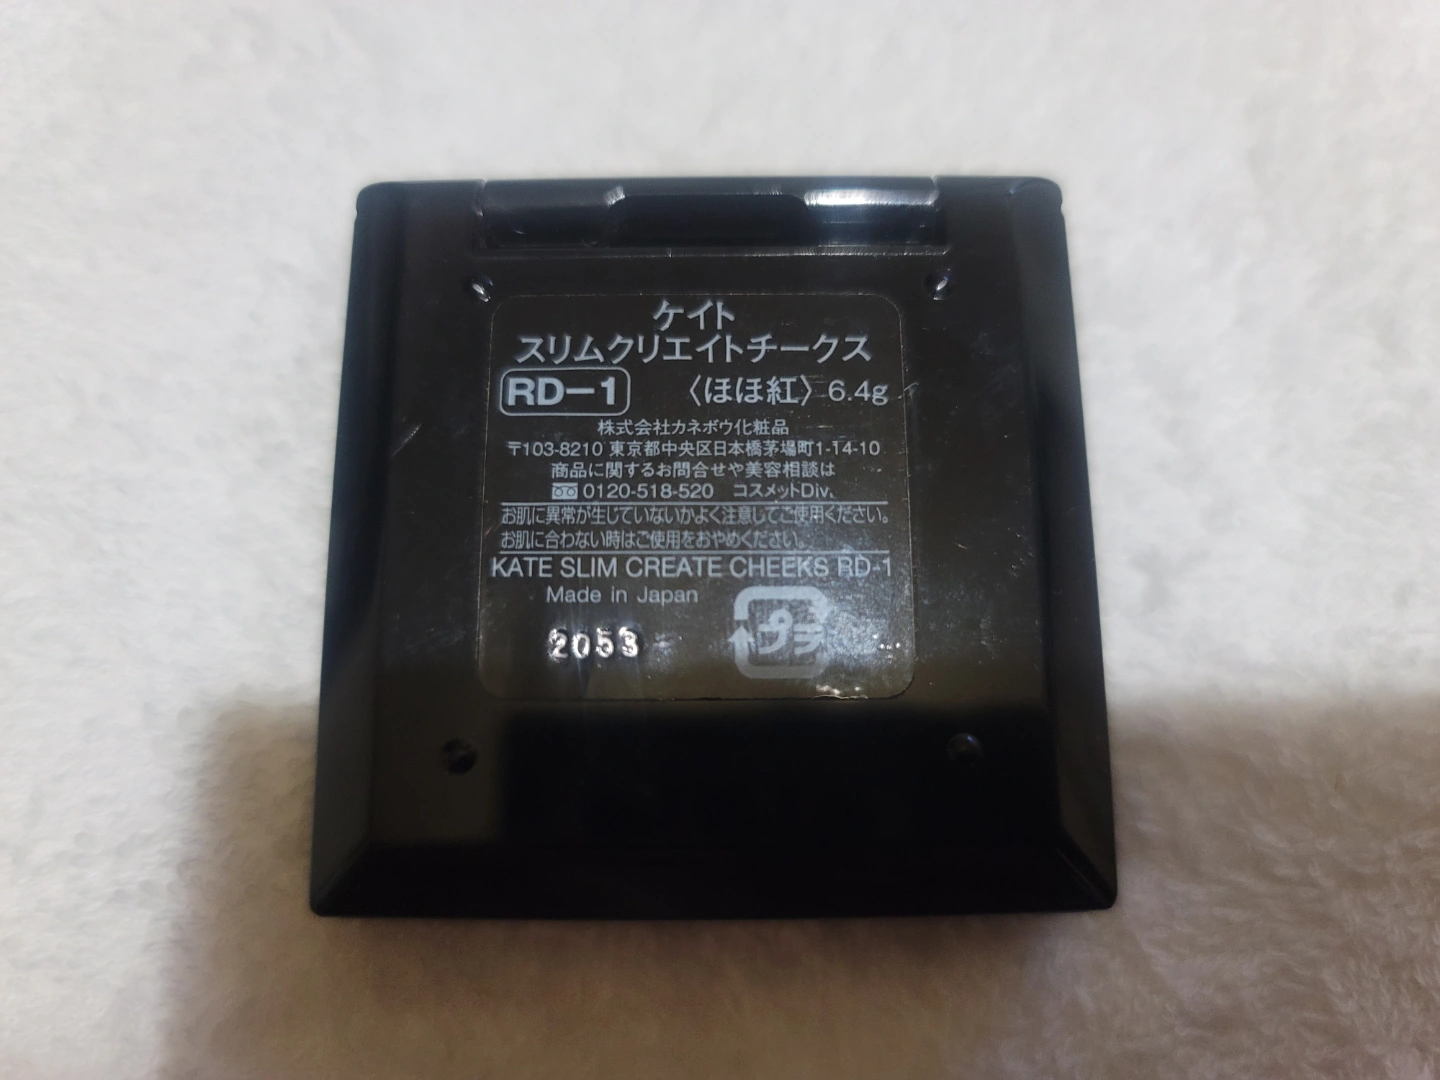 ケイト
スリムクリエイトチークス
RD-1 〈ほほ紅〉 6.4g
株式会社カネボウ化粧品
〒103-8210 東京都中央区日本橋茅場町1-14-10
商品に関するお問合せや美容相談は
0120-518-520 コスメットDiv.
お肌に異常が生じていないかよく注意してご使用ください。
お肌に合わない時はご使用をおやめください。
KATE SLIM CREATE CHEEKS RD-1
Made in Japan
2053
プラ